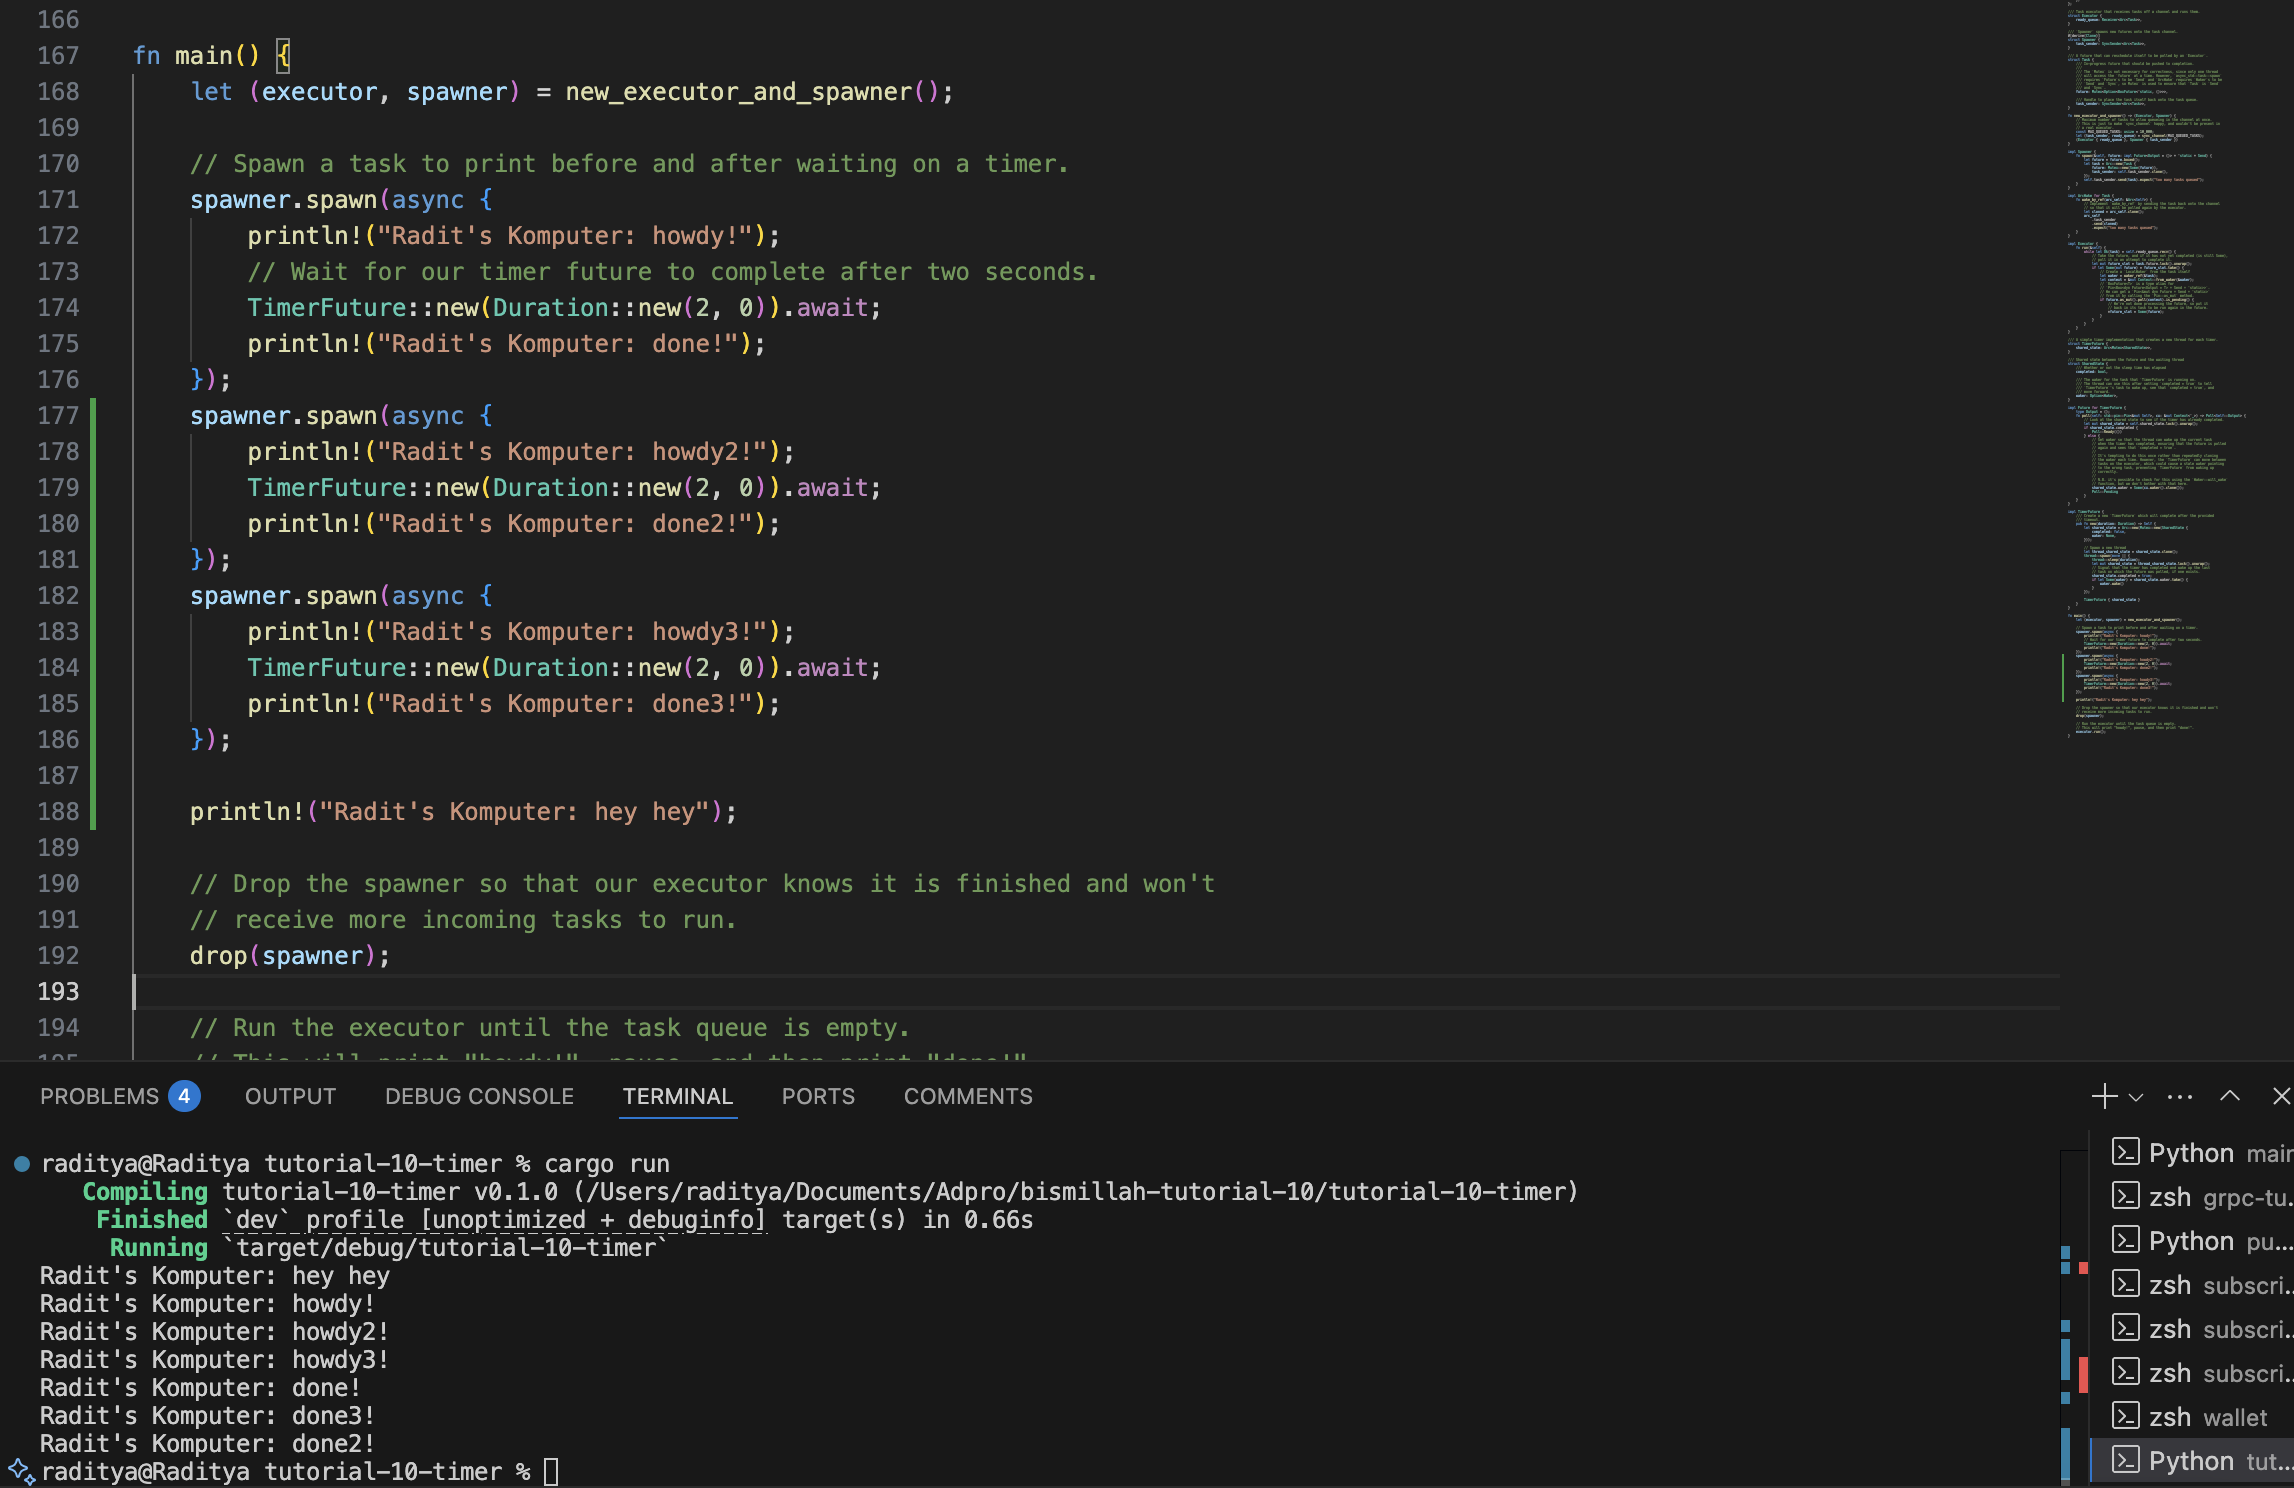 166
167 fn main() {
168 let (executor, spawner) = new_executor_and_spawner();
169
170 // Spawn a task to print before and after waiting on a timer.
171 spawner.spawn(async {
172 println!("Radit's Komputer: howdy!");
173 // Wait for our timer future to complete after two seconds.
174 TimerFuture::new(Duration::new(2, 0)).await;
175 println!("Radit's Komputer: done!");
176 });
177 spawner.spawn(async {
178 println!("Radit's Komputer: howdy2!");
179 TimerFuture::new(Duration::new(2, 0)).await;
180 println!("Radit's Komputer: done2!");
181 });
182 spawner.spawn(async {
183 println!("Radit's Komputer: howdy3!");
184 TimerFuture::new(Duration::new(2, 0)).await;
185 println!("Radit's Komputer: done3!");
186 });
187
188 println!("Radit's Komputer: hey hey");
189
190 // Drop the spawner so that our executor knows it is finished and won't
191 // receive more incoming tasks to run.
192 drop(spawner);
193
194 // Run the executor until the task queue is empty.
195 // This will print "howdy!", pause, and then print "done!"
PROBLEMS 4 OUTPUT DEBUG CONSOLE TERMINAL PORTS COMMENTS
raditya@Raditya tutorial-10-timer % cargo run
Compiling tutorial-10-timer v0.1.0 (/Users/raditya/Documents/Adpro/bismillah-tutorial-10/tutorial-10-timer)
Finished `dev` profile [unoptimized + debuginfo] target(s) in 0.66s
Running `target/debug/tutorial-10-timer`
Radit's Komputer: hey hey
Radit's Komputer: howdy!
Radit's Komputer: howdy2!
Radit's Komputer: howdy3!
Radit's Komputer: done!
Radit's Komputer: done3!
Radit's Komputer: done2!
raditya@Raditya tutorial-10-timer %
Python main
zsh grpc-tu...
Python pu...
zsh subscri...
zsh subscri...
zsh subscri...
zsh wallet
Python tut...